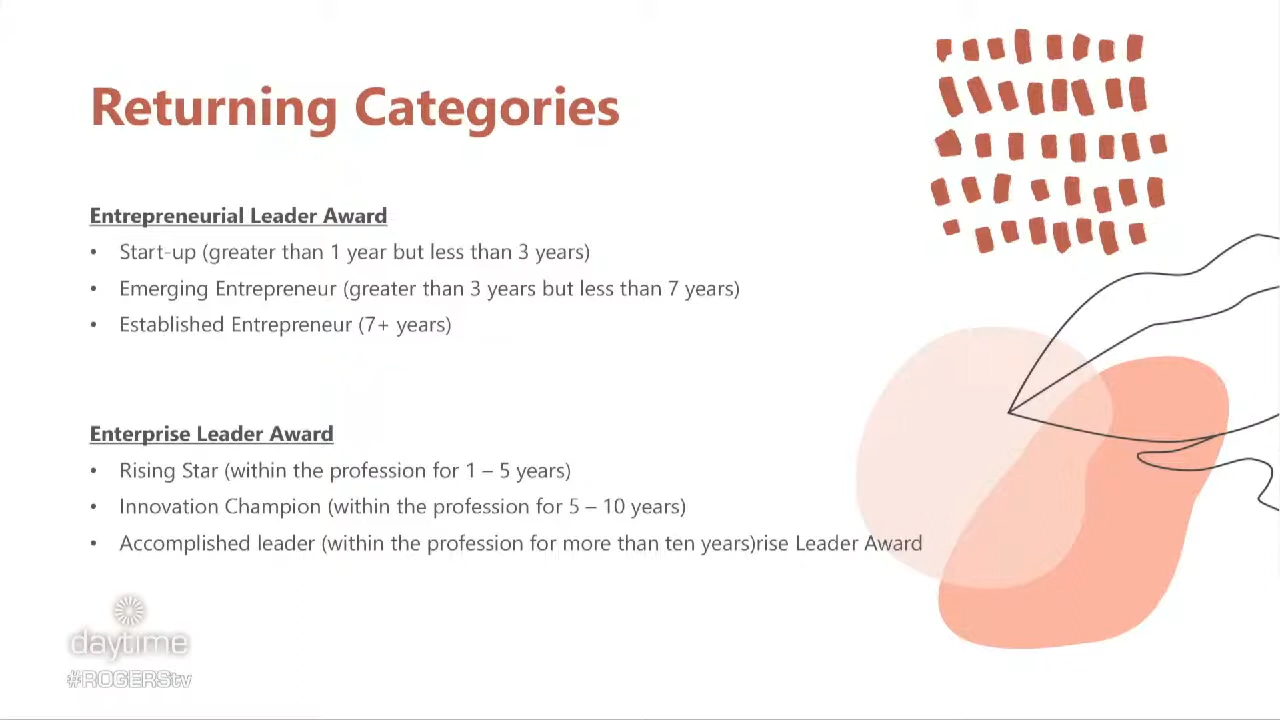 Returning Categories
Entrepreneurial Leader Award
• Start-up (greater than 1 year but less than 3 years)
• Emerging Entrepreneur (greater than 3 years but less than 7 years)
• Established Entrepreneur (7+ years)
Enterprise Leader Award
• Rising Star (within the profession for 1 – 5 years)
• Innovation Champion (within the profession for 5 – 10 years)
• Accomplished leader (within the profession for more than ten years)rise Leader Award
daytime
#ROGERStv